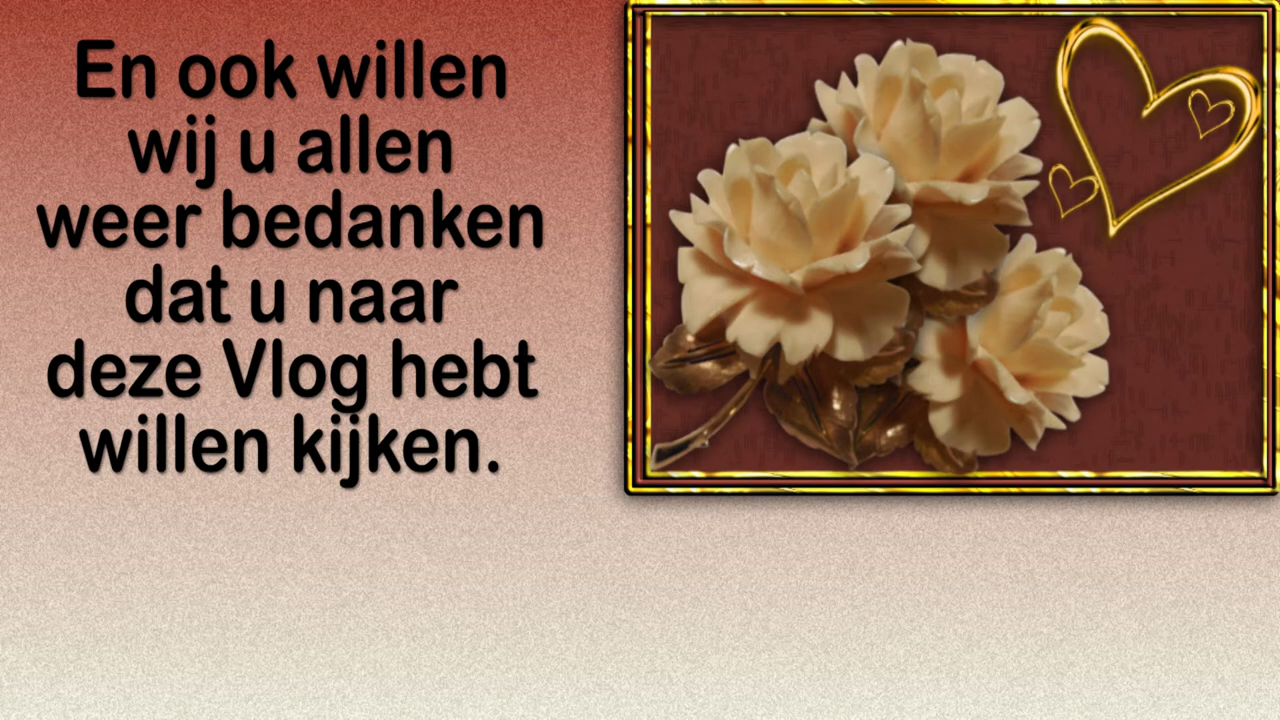 En ook willen
wij u allen
weer bedanken
dat u naar
deze Vlog hebt
willen kijken.